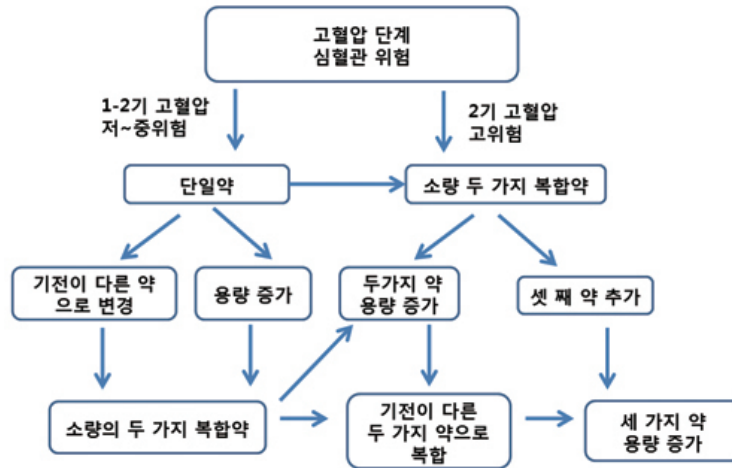 고혈압 단계
심혈관 위험
1-2기 고혈압
저~중위험
2기 고혈압
고위험
단일약
소량 두 가지 복합약
기전이 다른 약
으로 변경
용량 증가
두가지 약
용량 증가
셋 째 약 추가
소량의 두 가지 복합약
기전이 다른
두 가지 약으로
복합
세 가지 약
용량 증가